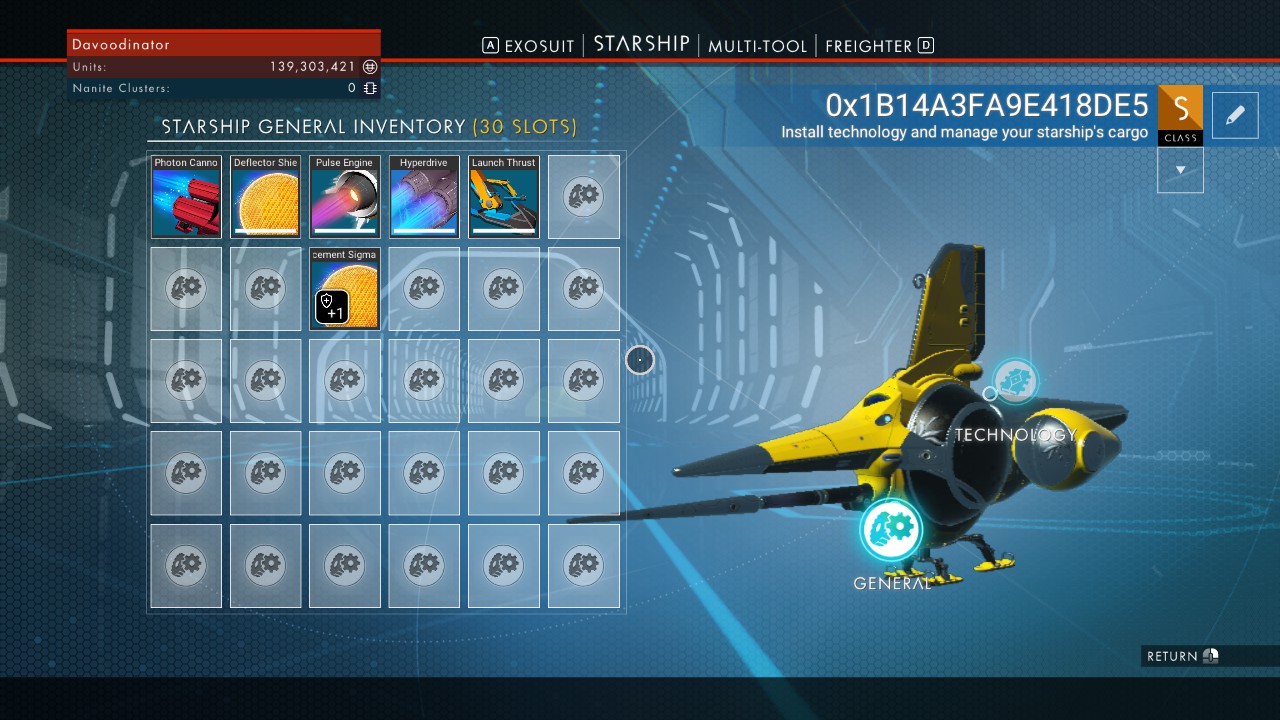 Davoodinator
Units: 139,303,421
Nanite Clusters: 0
A EXOSUIT STARSHIP MULTI-TOOL FREIGHTER D
STARSHIP GENERAL INVENTORY (30 SLOTS)
0x1B14A3FA9E418DE5
Install technology and manage your starship's cargo
S
CLASS
Photon Canno Deflector Shie Pulse Engine Hyperdrive Launch Thrust
cement Sigma
+1
TECHNOLOGY
GENERAL
RETURN